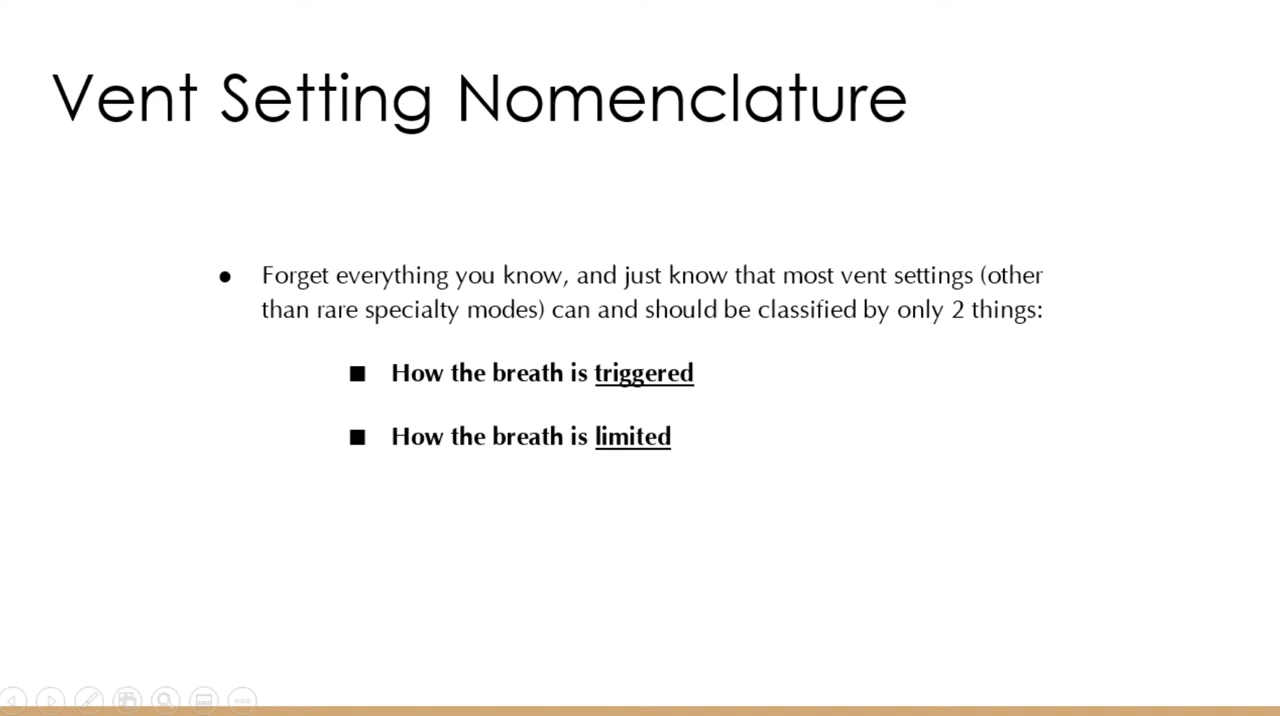 Vent Setting Nomenclature
● Forget everything you know, and just know that most vent settings (other
than rare specialty modes) can and should be classified by only 2 things:
■ How the breath is triggered
■ How the breath is limited